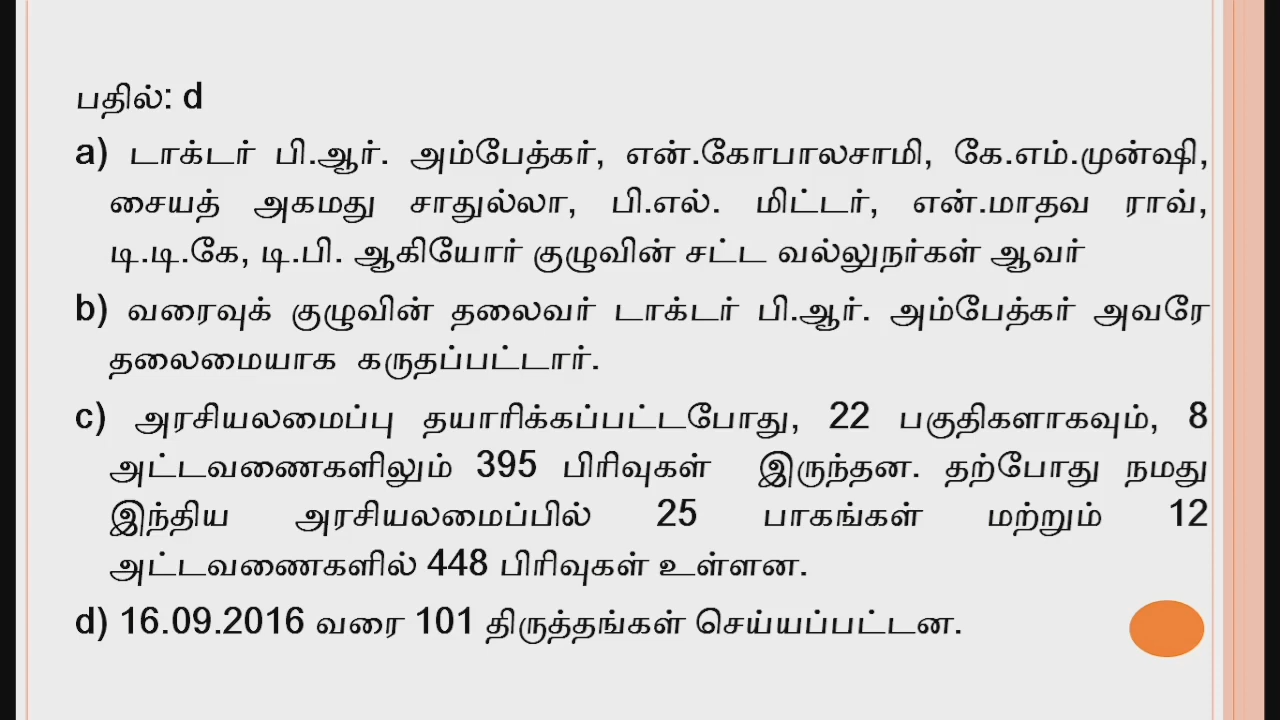 பதில்: d
a) டாக்டர் பி.ஆர். அம்பேத்கர், என்.கோபாலசாமி, கே.எம்.முன்ஷி,
சையத் அகமது சாதுல்லா, பி.எல். மிட்டர், என்.மாதவ ராவ்,
டி.டி.கே, டி.பி. ஆகியோர் குழுவின் சட்ட வல்லுநர்கள் ஆவர்
b) வரைவுக் குழுவின் தலைவர் டாக்டர் பி.ஆர். அம்பேத்கர் அவரே
தலைமையாக கருதப்பட்டார்.
c) அரசியலமைப்பு தயாரிக்கப்பட்டபோது, 22 பகுதிகளாகவும், 8
அட்டவணைகளிலும் 395 பிரிவுகள் இருந்தன. தற்போது நமது
இந்திய அரசியலமைப்பில் 25 பாகங்கள் மற்றும் 12
அட்டவணைகளில் 448 பிரிவுகள் உள்ளன.
d) 16.09.2016 வரை 101 திருத்தங்கள் செய்யப்பட்டன.